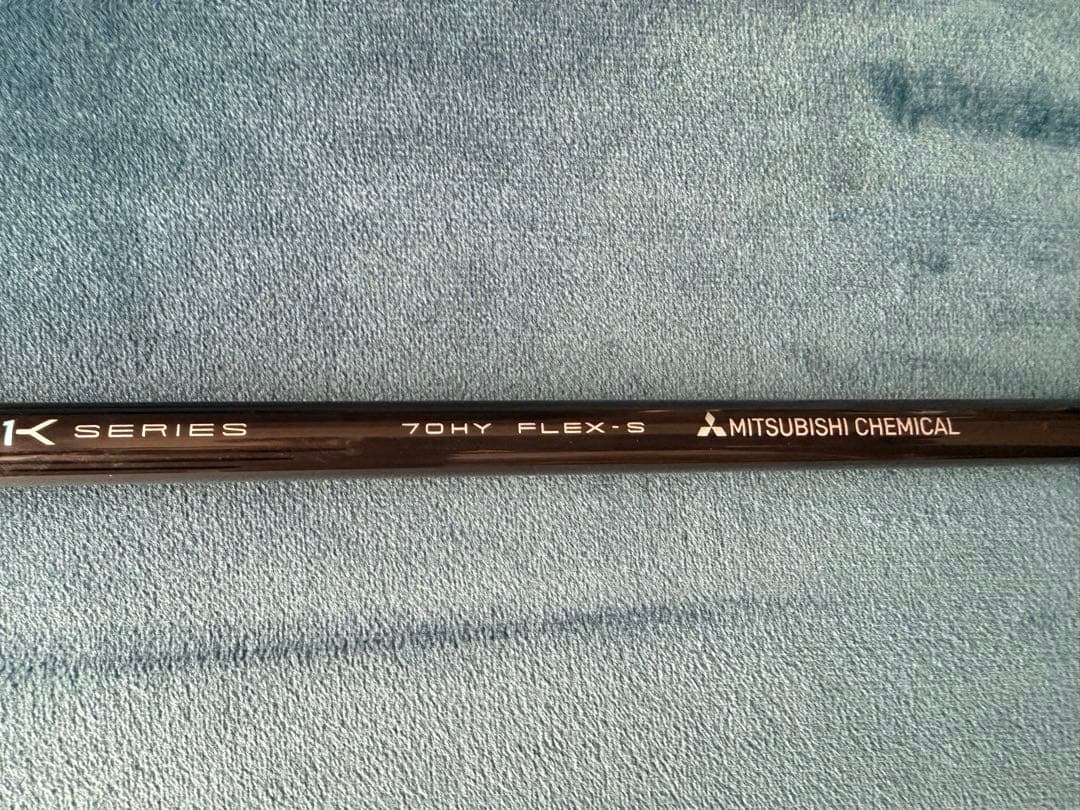 1K SERIES 70HY FLEX-S MITSUBISHI CHEMICAL